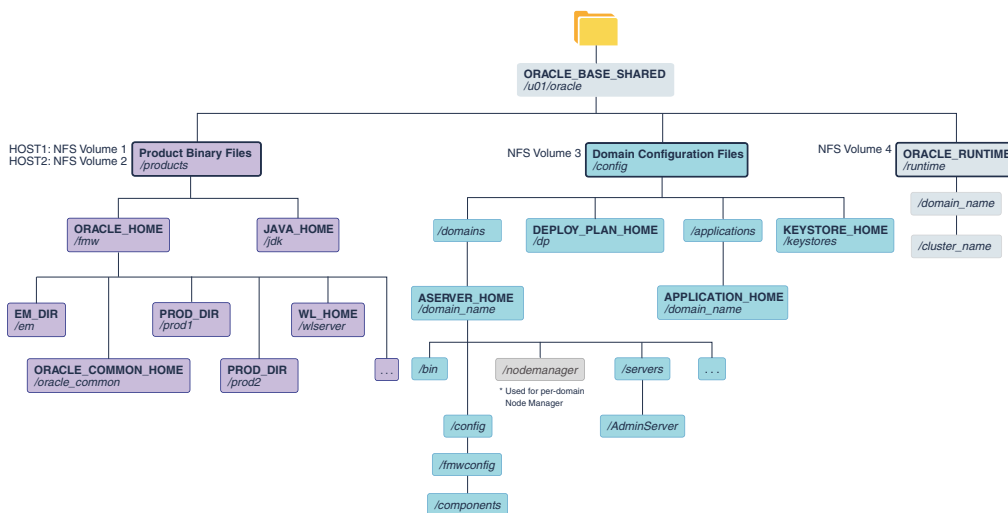 ORACLE_BASE_SHARED
/u01/oracle
HOST1: NFS Volume 1
HOST2: NFS Volume 2
Product Binary Files
/products
NFS Volume 3
Domain Configuration Files
/config
NFS Volume 4
ORACLE_RUNTIME
/runtime
ORACLE_HOME
/fmw
JAVA_HOME
/jdk
/domains
DEPLOY_PLAN_HOME
/dp
/applications
KEYSTORE_HOME
/keystores
/domain_name
/cluster_name
EM_DIR
/em
PROD_DIR
/prod1
WL_HOME
/wlserver
ASERVER_HOME
/domain_name
APPLICATION_HOME
/domain_name
ORACLE_COMMON_HOME
/oracle_common
PROD_DIR
/prod2
...
/bin
/nodemanager
* Used for per-domain
Node Manager
/servers
...
/config
/AdminServer
/fmwconfig
/components